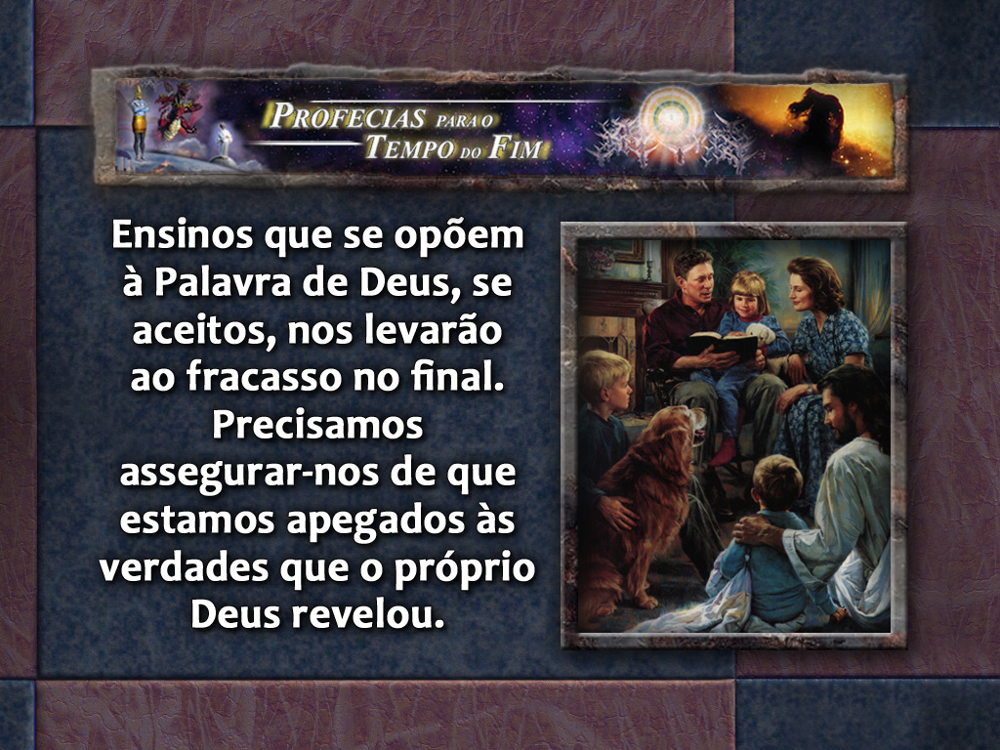 PROFECIAS PARA O
TEMPO DO FIM
Ensinos que se opõem
à Palavra de Deus, se
aceitos, nos levarão
ao fracasso no final.
Precisamos
assegurar-nos de que
estamos apegados às
verdades que o próprio
Deus revelou.